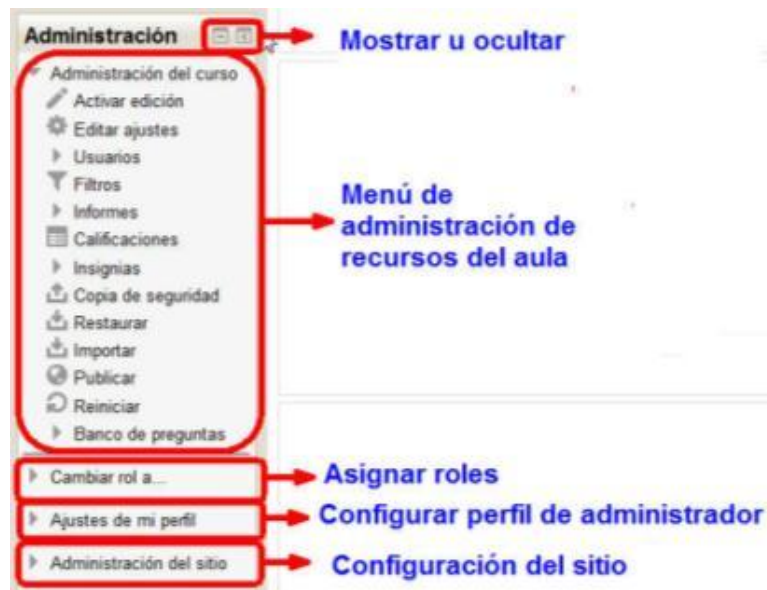 Administración
Mostrar u ocultar
Administración del curso
Activar edición
Editar ajustes
Usuarios
Filtros
Informes
Calificaciones
Insignias
Copia de seguridad
Restaurar
Importar
Publicar
Reiniciar
Banco de preguntas
Menú de
administración de
recursos del aula
Cambiar rol a...
Asignar roles
Ajustes de mi perfil
Configurar perfil de administrador
Administración del sitio
Configuración del sitio